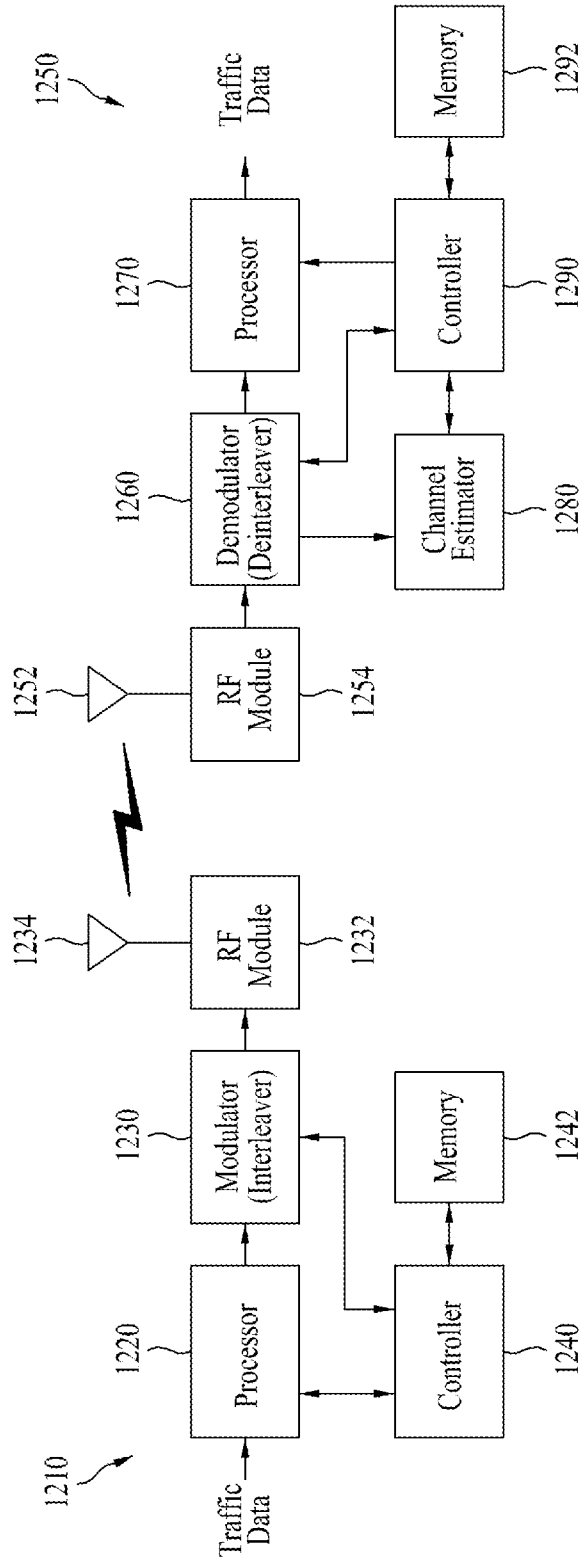 1210
1220
1230
1234
1252
1260
1270
1250
Traffic
Data
Processor
Modulator
(Interleaver)
RF
Module
RF
Module
Demodulator
(Deinterleaver)
Processor
Traffic
Data
1232
1254
Controller
Memory
Channel
Estimator
Controller
Memory
1240
1242
1280
1290
1292